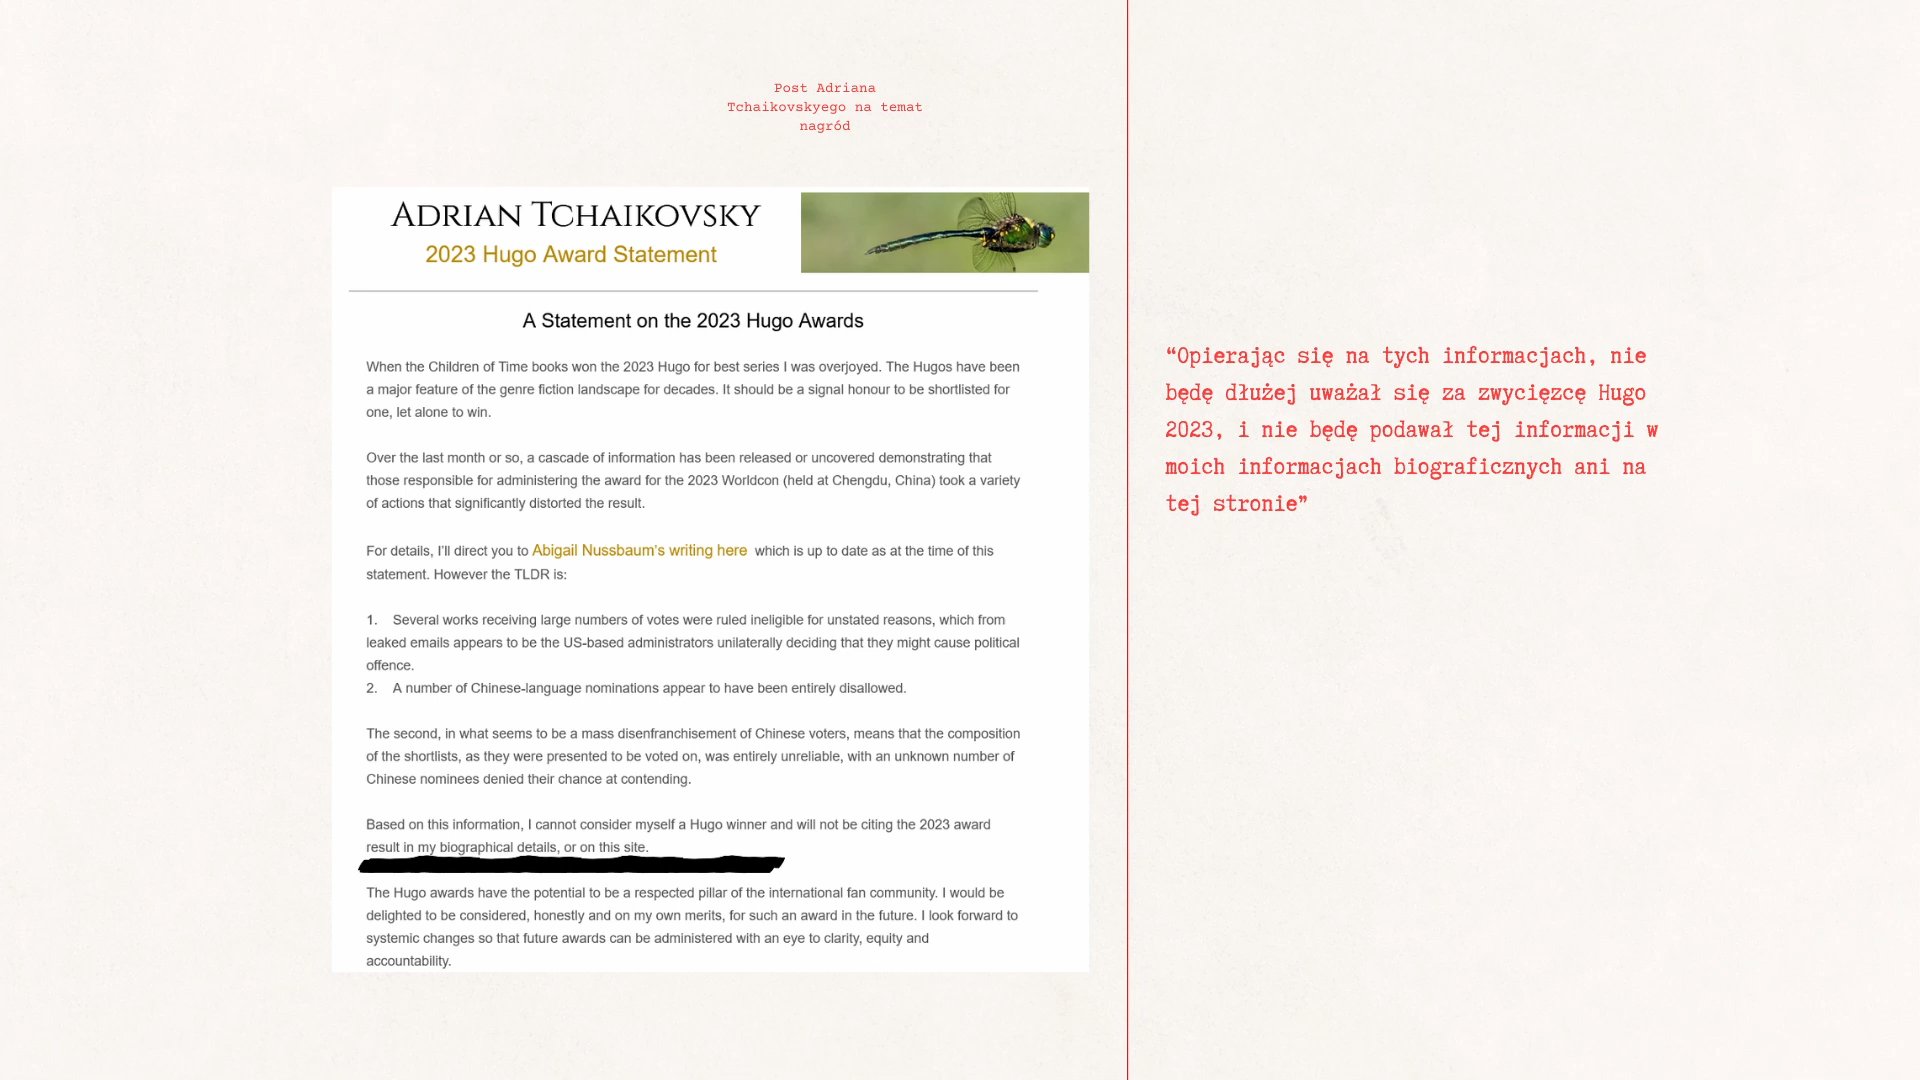 Post Adriana
Tchaikovskyego na temat
nagród
ADRIAN TCHAIKOVSKY
2023 Hugo Award Statement
A Statement on the 2023 Hugo Awards
When the Children of Time books won the 2023 Hugo for best series I was overjoyed. The Hugos have been
a major feature of the genre fiction landscape for decades. It should be a signal honour to be shortlisted for
one, let alone to win.
Over the last month or so, a cascade of information has been released or uncovered demonstrating that
those responsible for administering the award for the 2023 Worldcon (held at Chengdu, China) took a variety
of actions that significantly distorted the result.
For details, I'll direct you to Abigail Nussbaum's writing here which is up to date as at the time of this
statement. However the TLDR is:
1. Several works receiving large numbers of votes were ruled ineligible for unstated reasons, which from
leaked emails appears to be the US-based administrators unilaterally deciding that they might cause political
offence.
2. A number of Chinese-language nominations appear to have been entirely disallowed.
The second, in what seems to be a mass disenfranchisement of Chinese voters, means that the composition
of the shortlists, as they were presented to be voted on, was entirely unreliable, with an unknown number of
Chinese nominees denied their chance at contending.
Based on this information, I cannot consider myself a Hugo winner and will not be citing the 2023 award
result in my biographical details, or on this site.
The Hugo awards have the potential to be a respected pillar of the international fan community. I would be
delighted to be considered, honestly and on my own merits, for such an award in the future. I look forward to
systemic changes so that future awards can be administered with an eye to clarity, equity and
accountability.
“Opierając się na tych informacjach, nie
będę dłużej uważał się za zwycięzcę Hugo
2023, i nie będę podawał tej informacji w
moich informacjach biograficznych ani na
tej stronie”